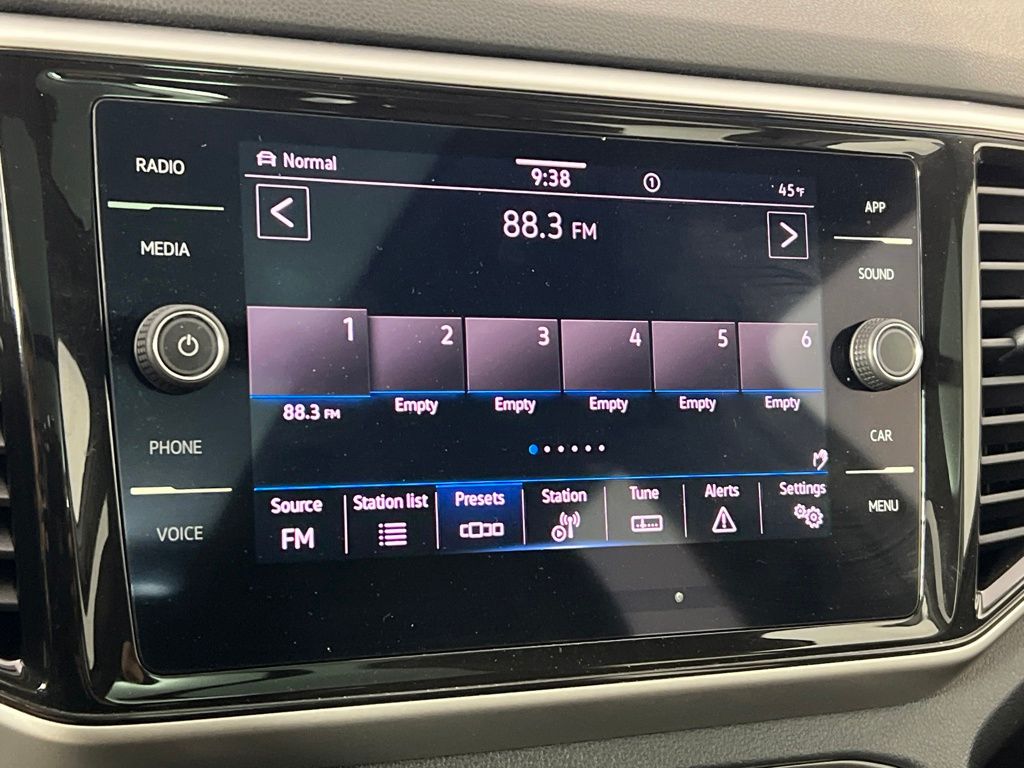 RADIO
MEDIA
PHONE
VOICE
Normal
9:38
1
45°F
88.3 FM
1 2 3 4 5 6
88.3 FM Empty Empty Empty Empty Empty
Source Station list Presets Station Tune Alerts Settings
FM
APP
SOUND
CAR
MENU